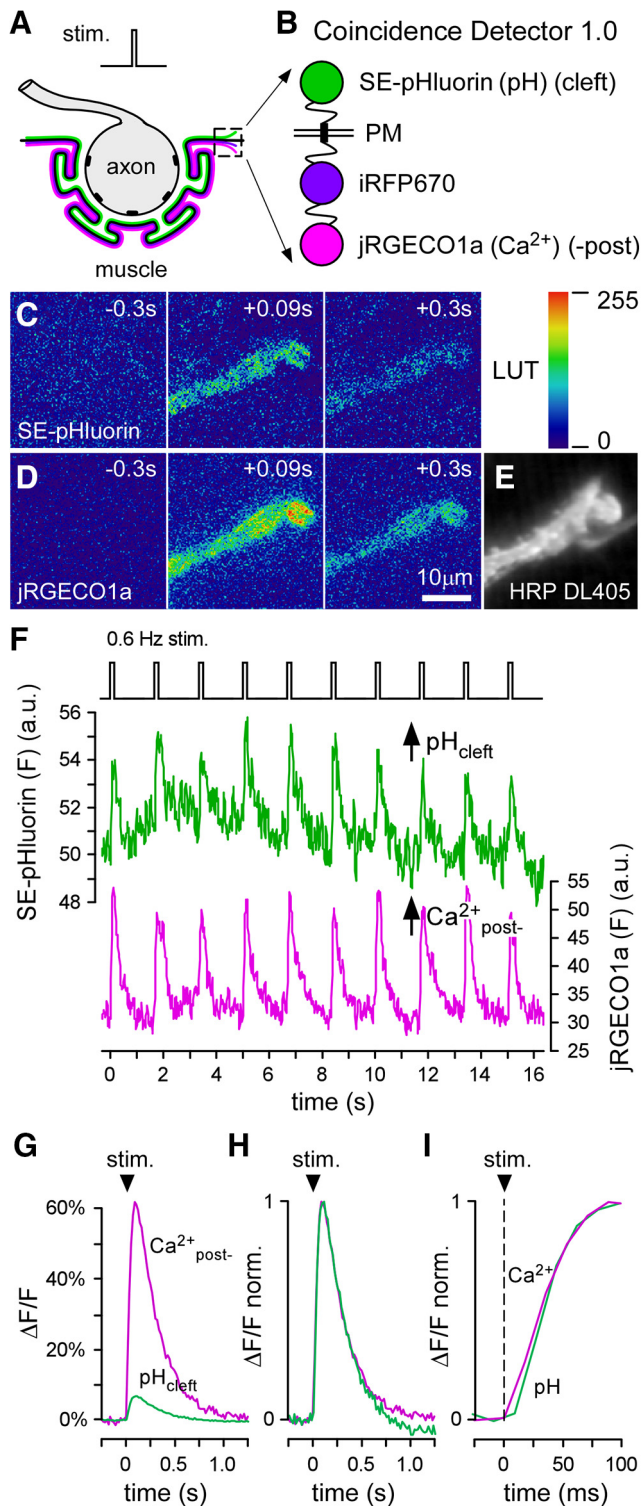 A
stim.
axon
muscle
B
Coincidence Detector 1.0
SE-pHluorin (pH) (cleft)
PM
iRFP670
jRGECO1a (Ca²⁺) (-post)
C
-0.3s
+0.09s
+0.3s
SE-pHluorin
LUT
255
0
D
-0.3s
+0.09s
+0.3s
jRGECO1a
10μm
E
HRP DL405
F
0.6 Hz stim.
SE-pHluorin (F) (a.u.)
56
54
52
50
48
pHcleft
Ca²⁺post-
55
50
45
40
35
30
25
jRGECO1a (F) (a.u.)
0 2 4 6 8 10 12 14 16
time (s)
G
stim.
ΔF/F
60%
40%
20%
0%
Ca²⁺post-
pHcleft
0 0.5 1.0
time (s)
H
stim.
ΔF/F norm.
1
0
0 0.5 1.0
time (s)
I
stim.
ΔF/F norm.
1
0
Ca²⁺
pH
0 50 100
time (ms)